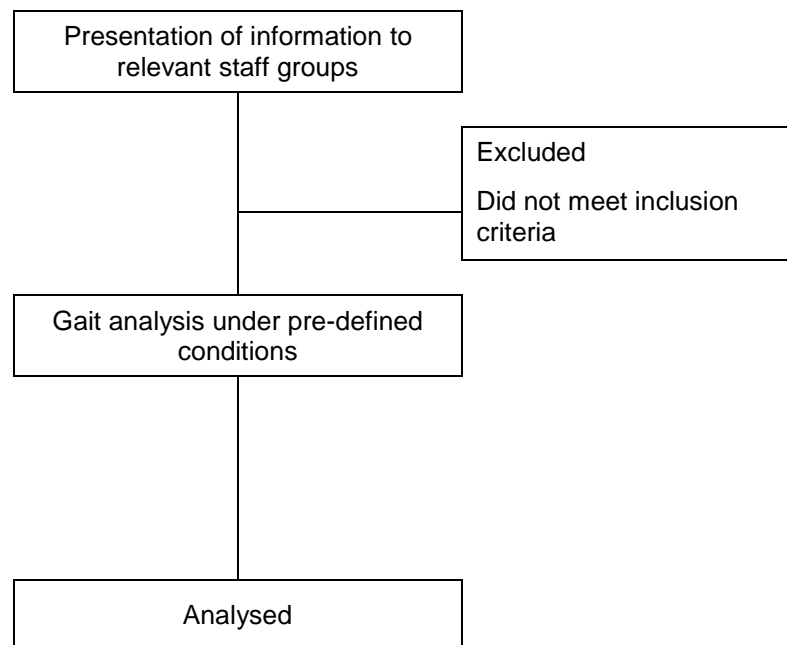 Presentation of information to
relevant staff groups
Excluded
Did not meet inclusion
criteria
Gait analysis under pre-defined
conditions
Analysed